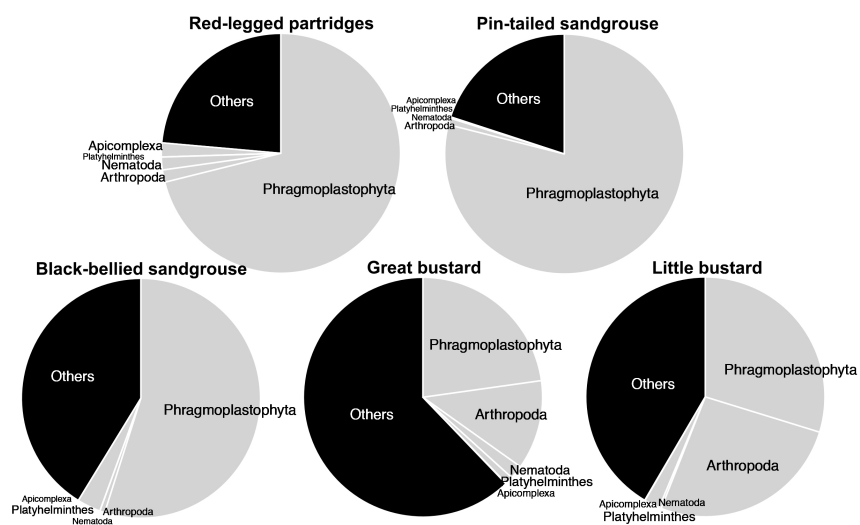 Red-legged partridges
Others
Apicomplexa
Platyhelminthes
Nematoda
Arthropoda
Phragmoplastophyta
Pin-tailed sandgrouse
Others
Apicomplexa
Platyhelminthes
Nematoda
Arthropoda
Phragmoplastophyta
Black-bellied sandgrouse
Others
Phragmoplastophyta
Apicomplexa
Platyhelminthes
Nematoda
Arthropoda
Great bustard
Phragmoplastophyta
Others
Arthropoda
Nematoda
Platyhelminthes
Apicomplexa
Little bustard
Phragmoplastophyta
Others
Arthropoda
Apicomplexa
Nematoda
Platyhelminthes